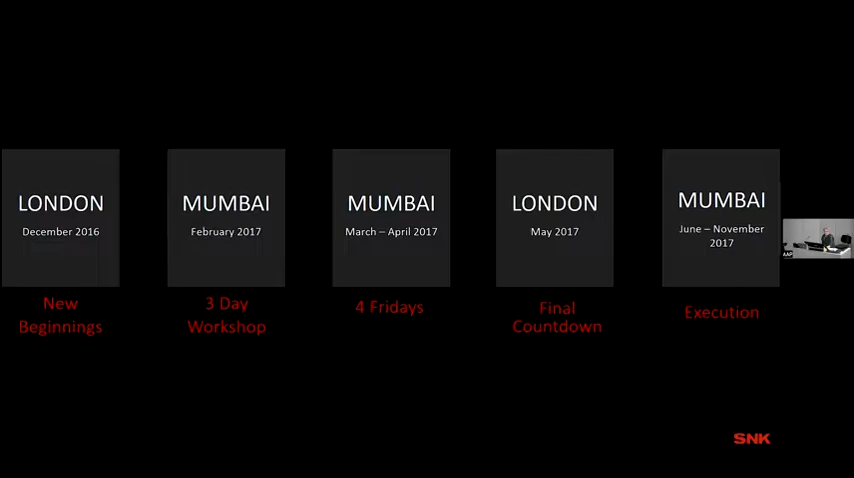 LONDON
December 2016
New
Beginnings
MUMBAI
February 2017
3 Day
Workshop
MUMBAI
March – April 2017
4 Fridays
LONDON
May 2017
Final
Countdown
MUMBAI
June – November
2017
Execution
AAP
SNK